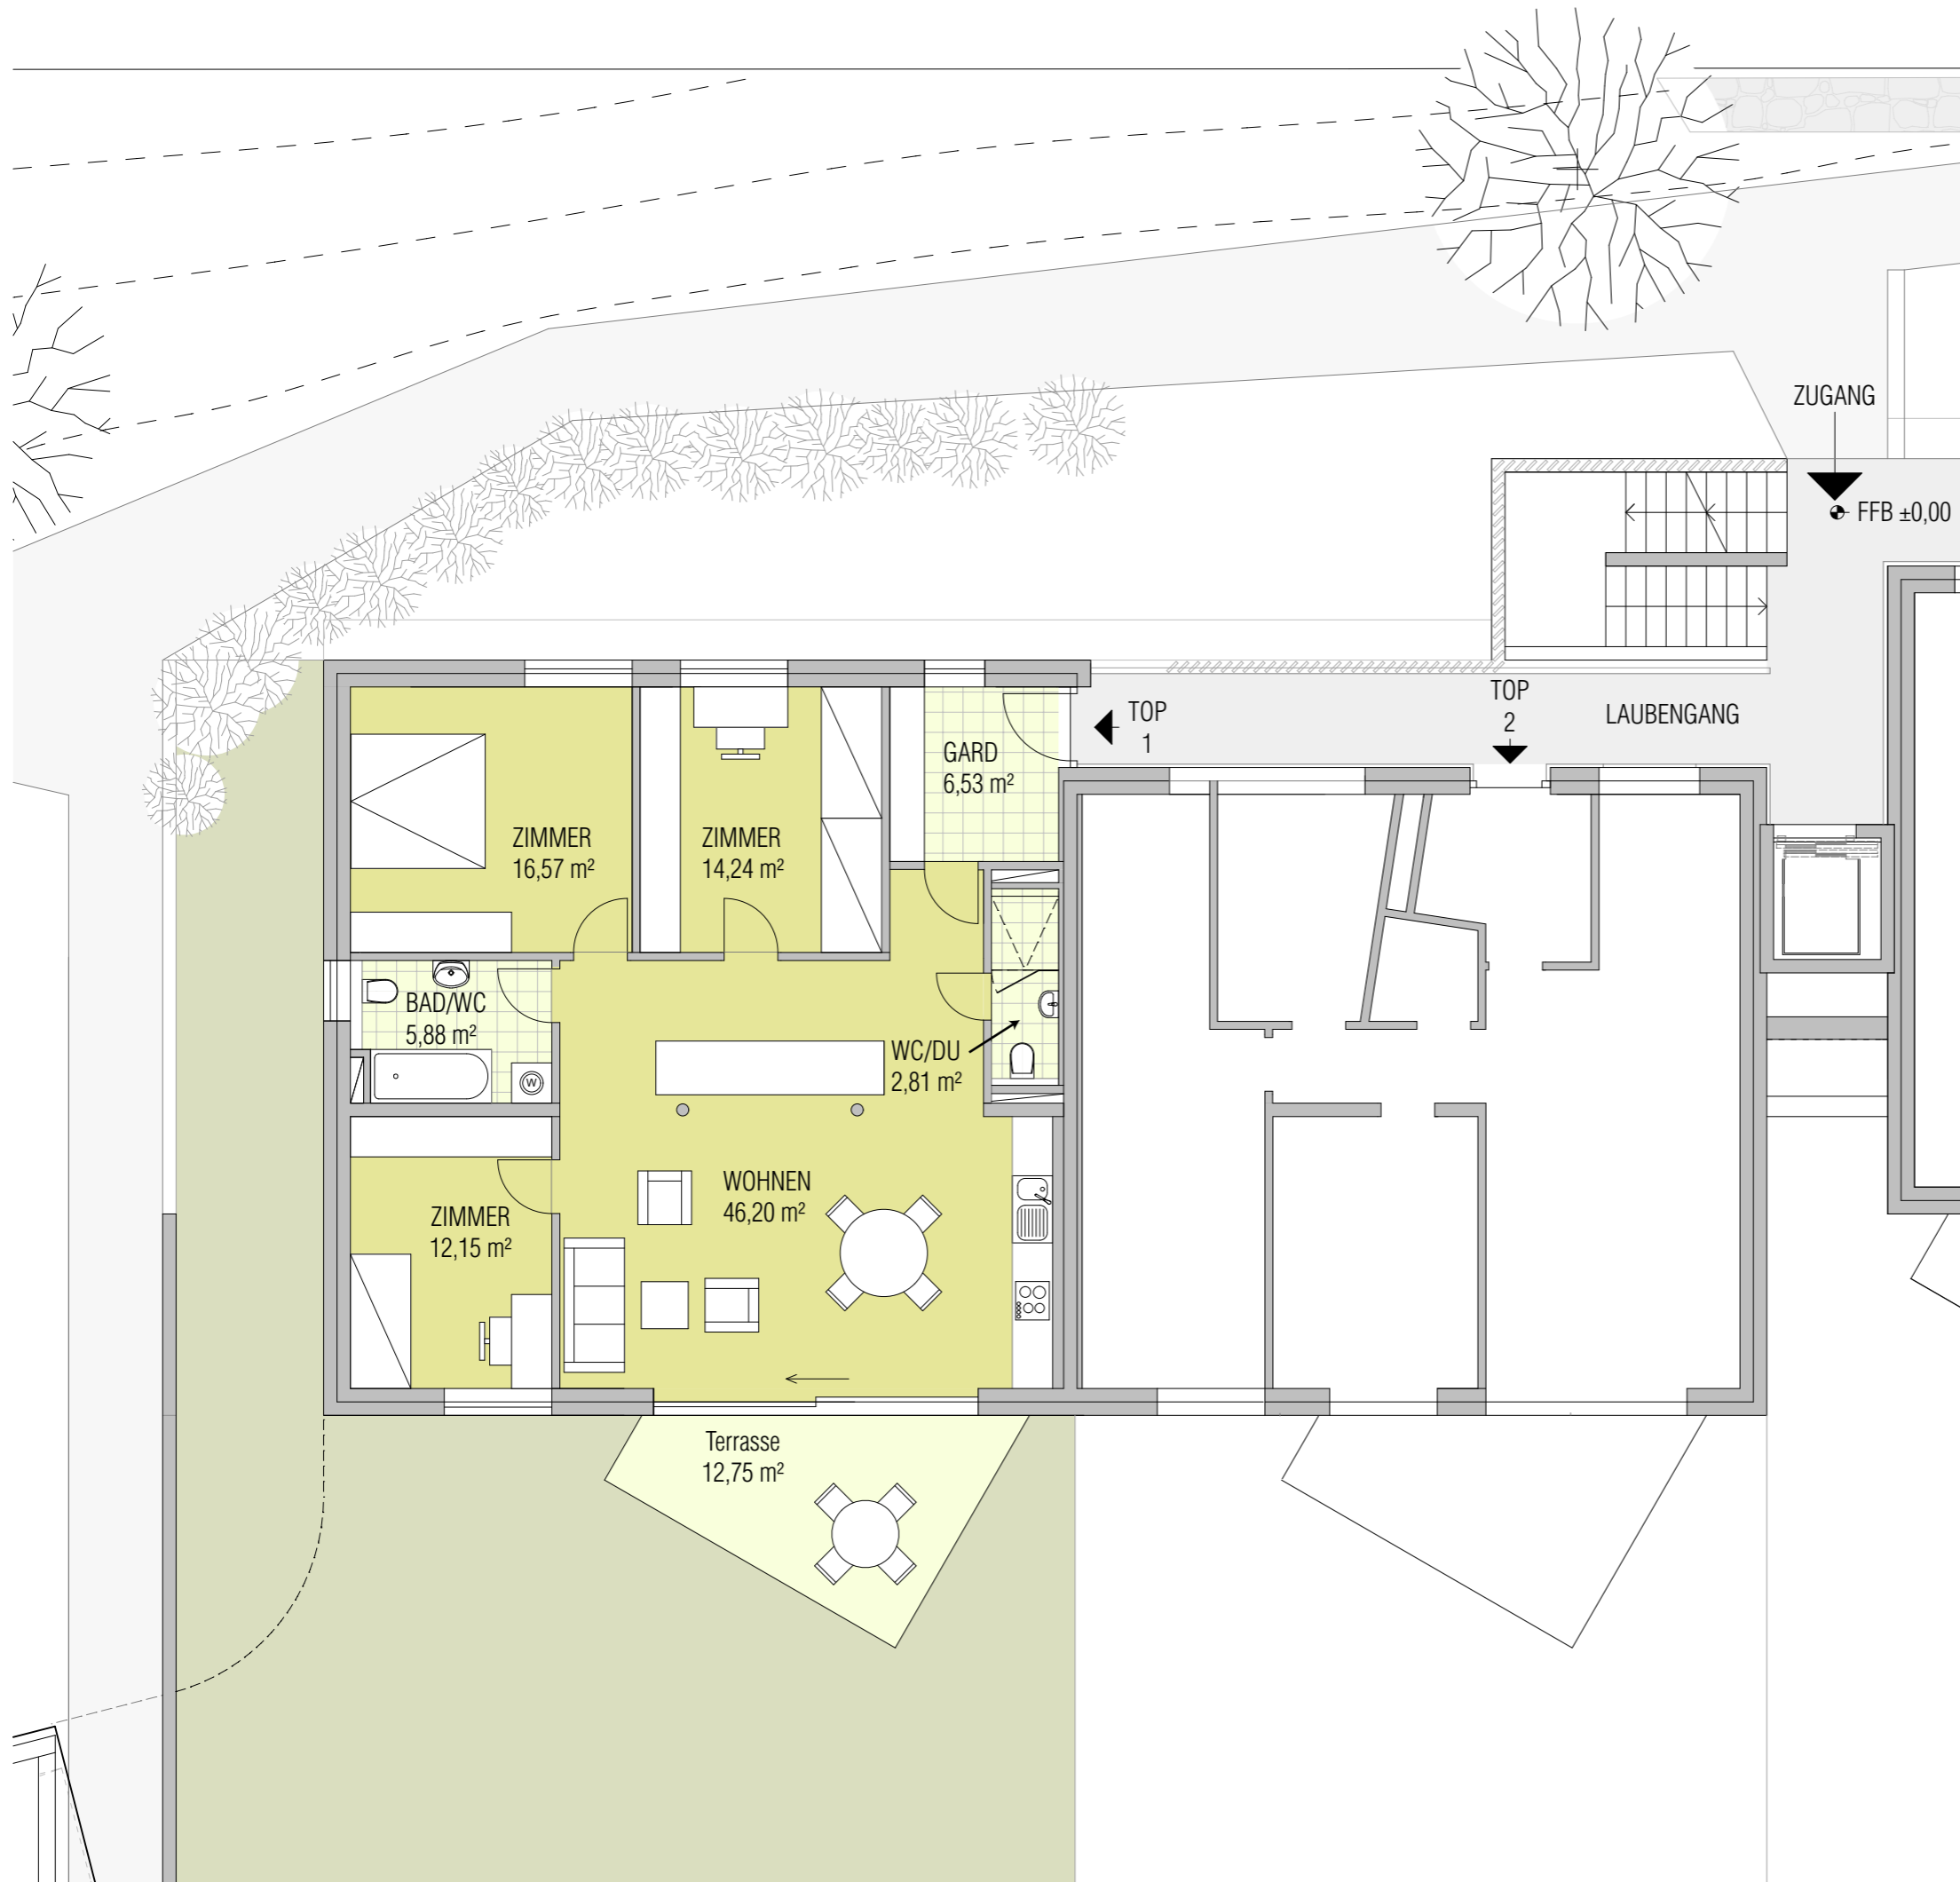 ZUGANG
FFB ±0,00
TOP
1
TOP
2
LAUBENGANG
GARD
6,53 m²
ZIMMER
16,57 m²
ZIMMER
14,24 m²
BAD/WC
5,88 m²
W
WC/DU
2,81 m²
WOHNEN
46,20 m²
ZIMMER
12,15 m²
Terrasse
12,75 m²